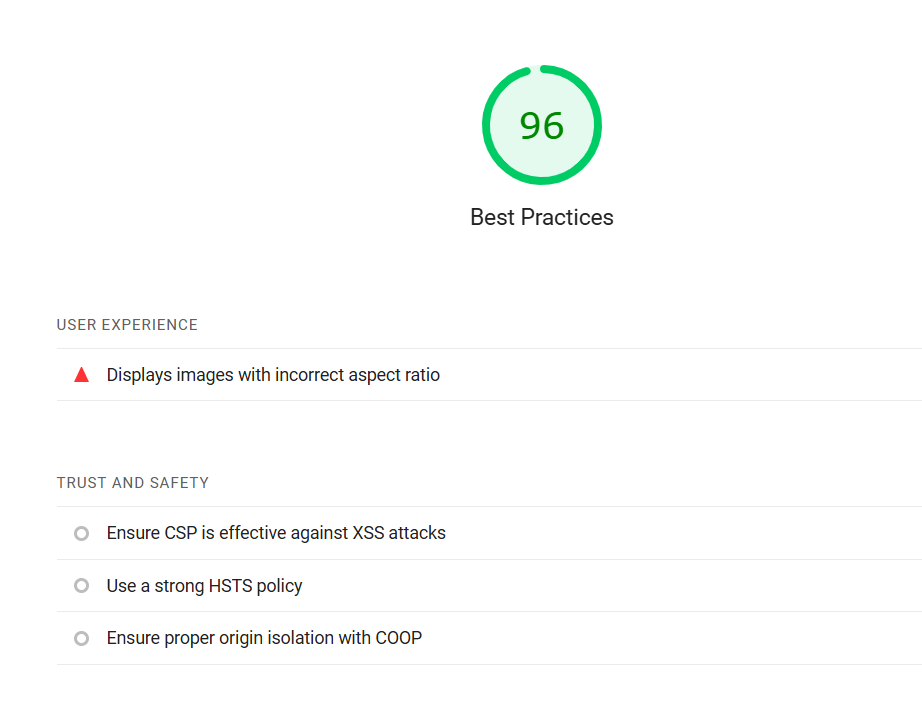 96
Best Practices
USER EXPERIENCE
Displays images with incorrect aspect ratio
TRUST AND SAFETY
Ensure CSP is effective against XSS attacks
Use a strong HSTS policy
Ensure proper origin isolation with COOP